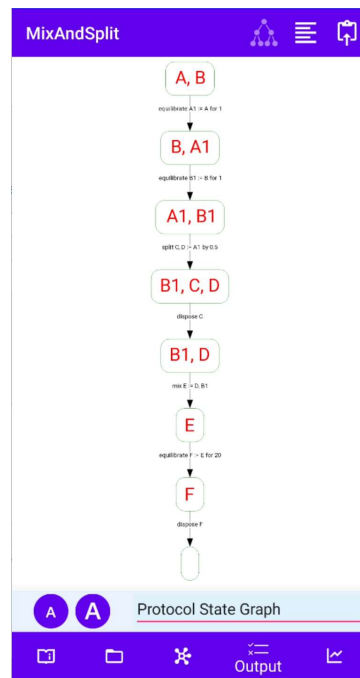 MixAndSplit
A, B
equilibrate A1 := A for 1
B, A1
equilibrate B1 := B for 1
A1, B1
split C, D := A1 by 0.5
B1, C, D
dispose C
B1, D
mix E := D, B1
E
equilibrate F := E for 20
F
dispose F
A A Protocol State Graph
Output